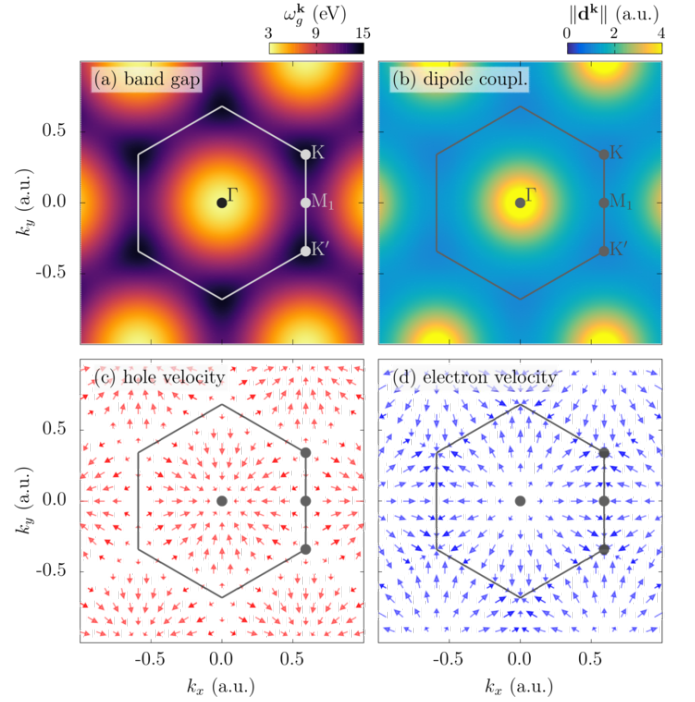 ω_g^k (eV)
3 9 15
‖d^k‖ (a.u.)
0 2 4
(a) band gap
(b) dipole coupl.
0.5
0.0
-0.5
k_y (a.u.)
Γ
K
M₁
K′
Γ
K
M₁
K′
(c) hole velocity
(d) electron velocity
0.5
0.0
-0.5
k_y (a.u.)
-0.5 0.0 0.5
-0.5 0.0 0.5
k_x (a.u.)
k_x (a.u.)